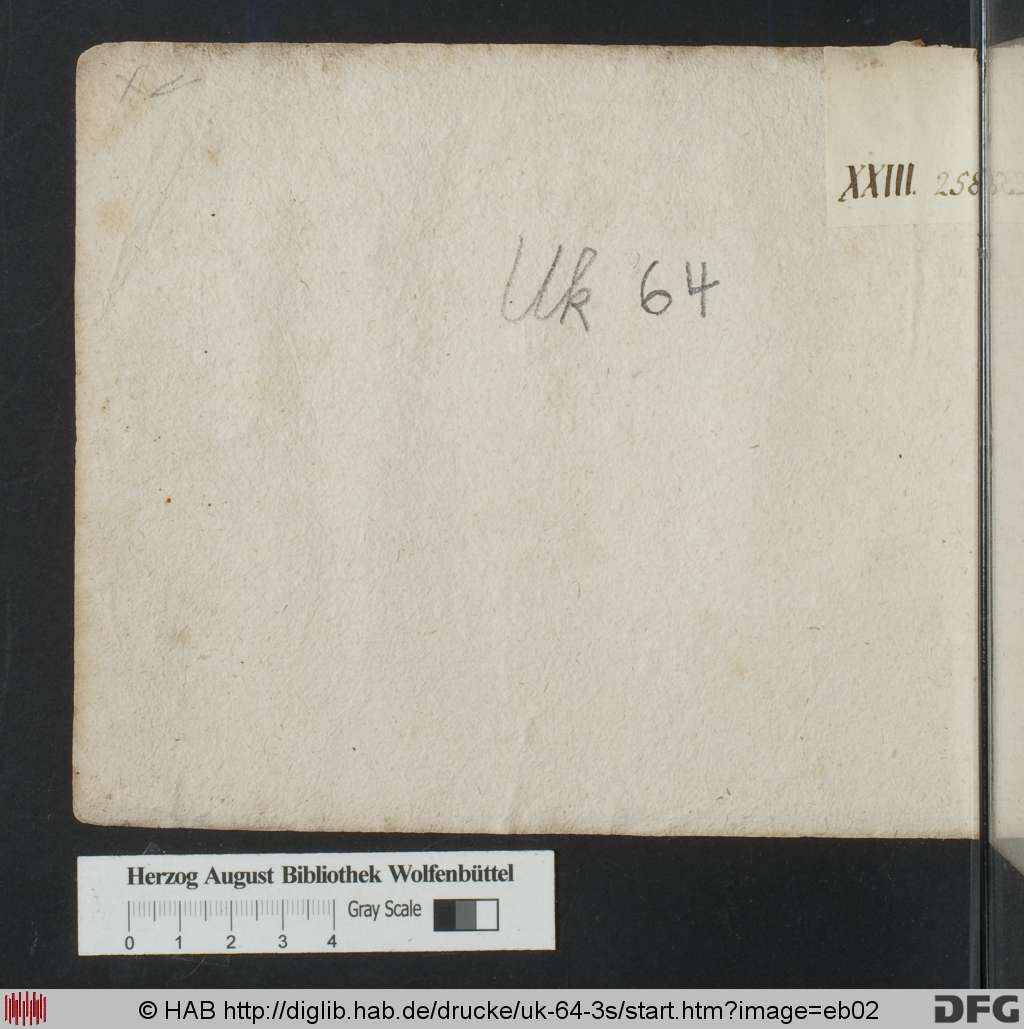 XXIII. 258
Uk 64
Herzog August Bibliothek Wolfenbüttel
Gray Scale
0 1 2 3 4
© HAB http://diglib.hab.de/drucke/uk-64-3s/start.htm?image=eb02
DFG